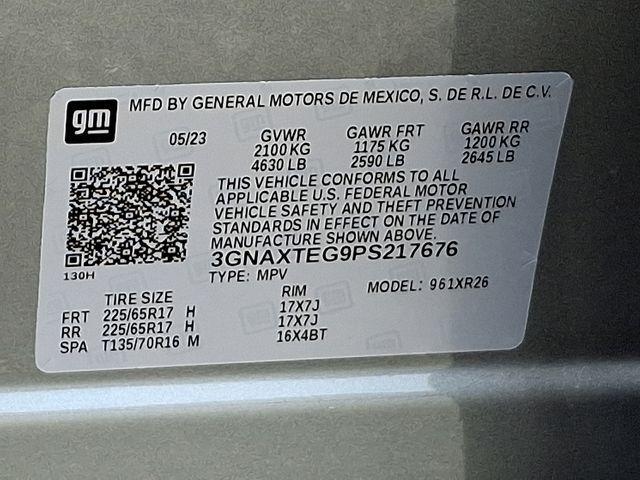 gm
MFD BY GENERAL MOTORS DE MEXICO, S. DE R.L. DE C.V.
05/23 GVWR GAWR FRT GAWR RR
2100 KG 1175 KG 1200 KG
4630 LB 2590 LB 2645 LB
THIS VEHICLE CONFORMS TO ALL
APPLICABLE U.S. FEDERAL MOTOR
VEHICLE SAFETY AND THEFT PREVENTION
STANDARDS IN EFFECT ON THE DATE OF
MANUFACTURE SHOWN ABOVE.
3GNAXTEG9PS217676
130H
TYPE: MPV MODEL: 961XR26
TIRE SIZE RIM
FRT 225/65R17 H 17X7J
RR 225/65R17 H 17X7J
SPA T135/70R16 M 16X4BT